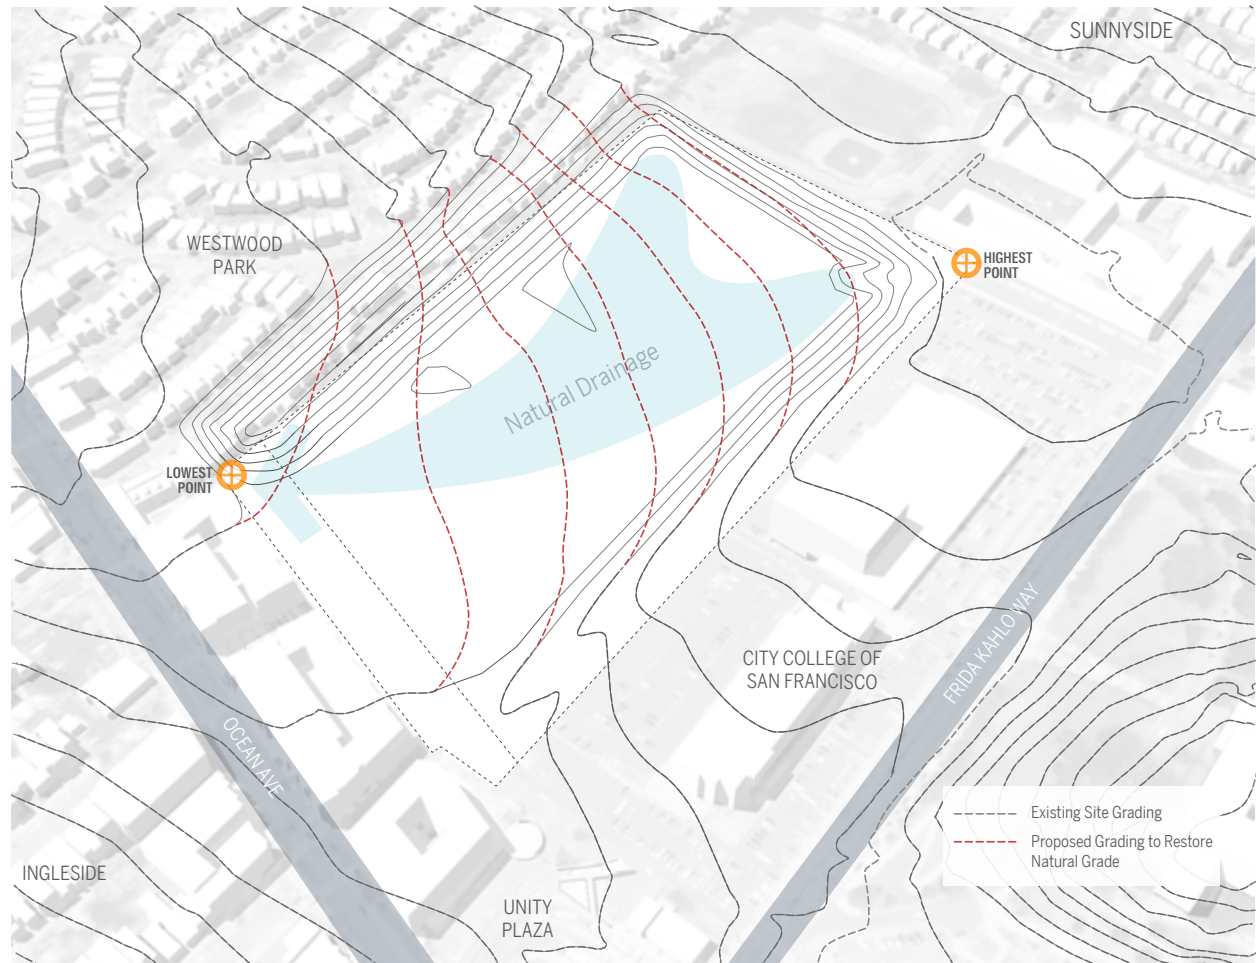 SUNNYSIDE
WESTWOOD
PARK
HIGHEST
POINT
Natural Drainage
LOWEST
POINT
CITY COLLEGE OF
SAN FRANCISCO
FRIDA KAHLO WAY
OCEAN AVE
Existing Site Grading
Proposed Grading to Restore
Natural Grade
INGLESIDE
UNITY
PLAZA